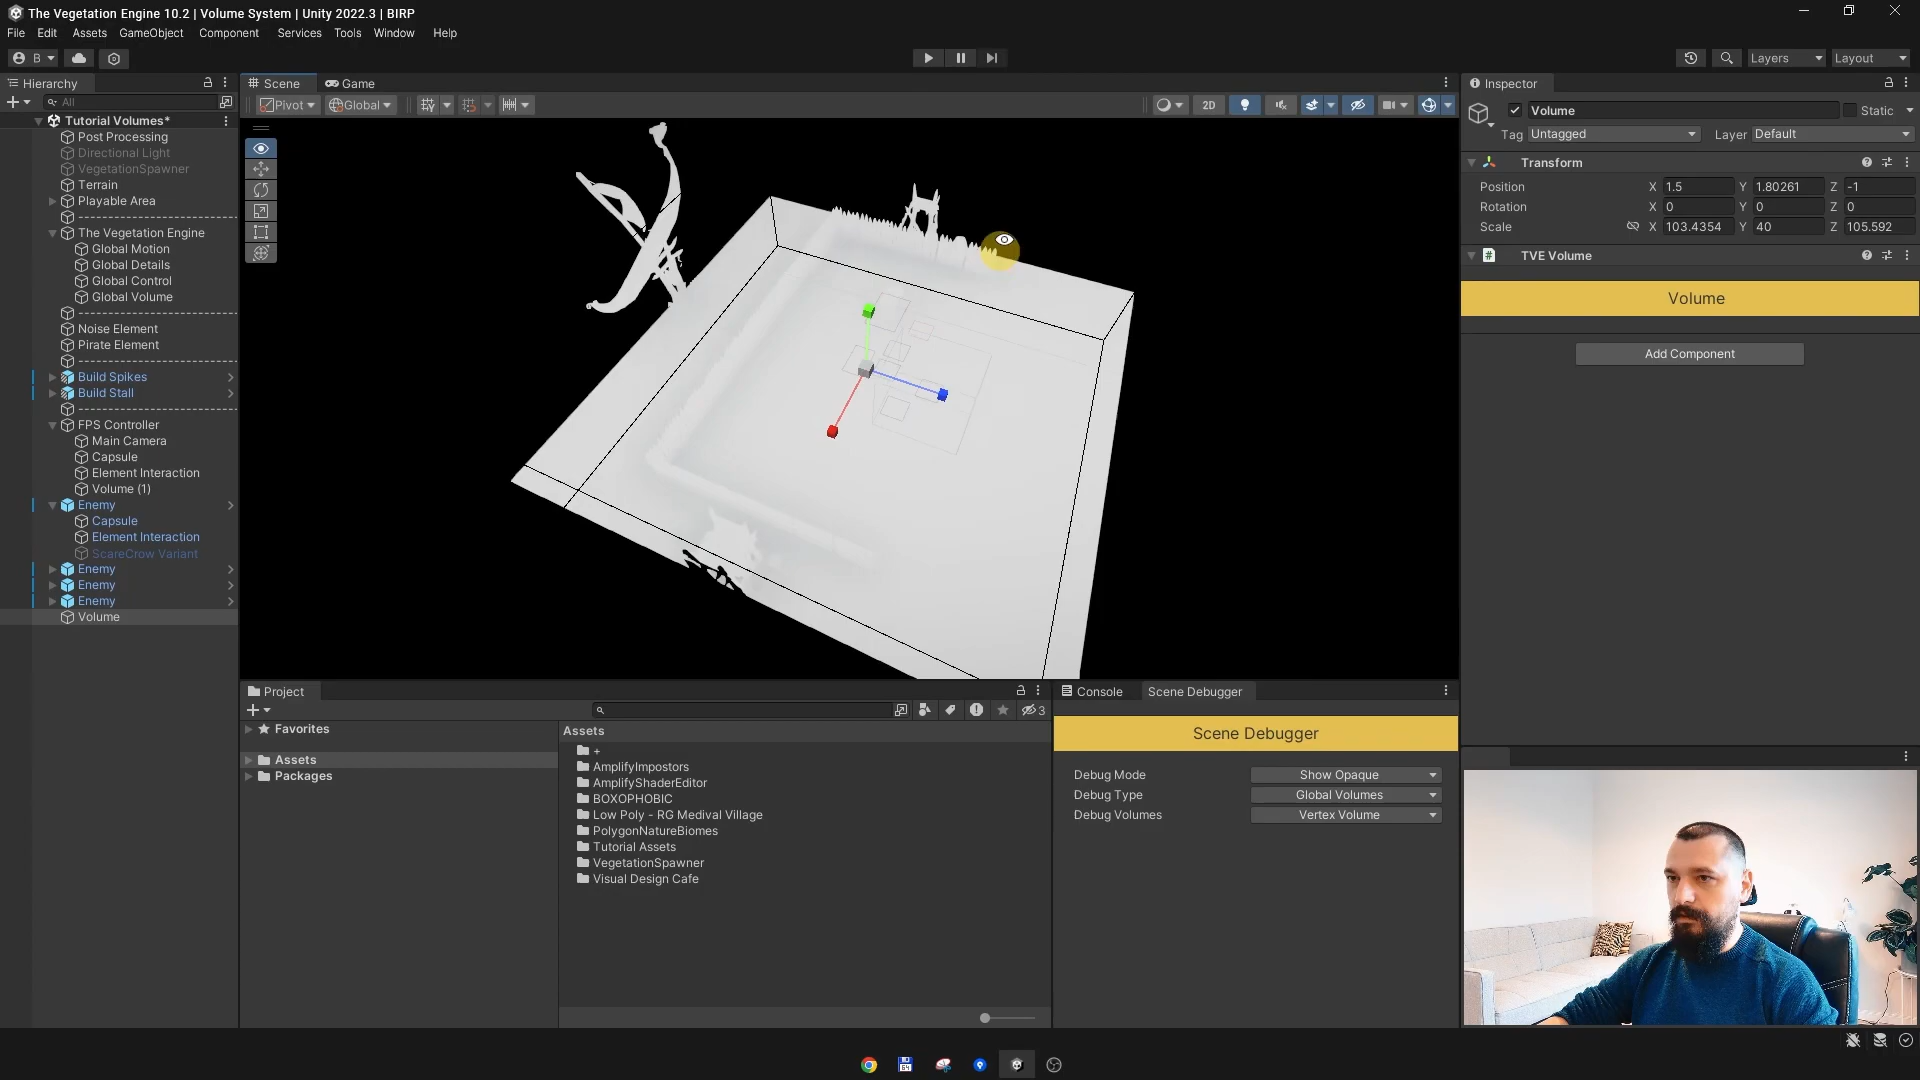 The Vegetation Engine 10.2 | Volume System | Unity 2022.3 | BIRP
File Edit Assets GameObject Component Services Tools Window Help
B
Layers Layout
Hierarchy
Scene Game
Inspector
All
Pivot Global
2D
Volume Static
Tag Untagged Layer Default
Tutorial Volumes*
Post Processing
Directional Light
VegetationSpawner
Terrain
Playable Area
------------------------------
The Vegetation Engine
Global Motion
Global Details
Global Control
Global Volume
------------------------------
Noise Element
Pirate Element
------------------------------
Build Spikes
Build Stall
------------------------------
FPS Controller
Main Camera
Capsule
Element Interaction
Volume (1)
Enemy
Capsule
Element Interaction
ScareCrow Variant
Enemy
Enemy
Enemy
Volume
Transform
Position X 1.5 Y 1.80261 Z -1
Rotation X 0 Y 0 Z 0
Scale X 103.4354 Y 40 Z 105.592
TVE Volume
Volume
Add Component
Project
3
Favorites
Assets
Packages
Assets
+
AmplifyImpostors
AmplifyShaderEditor
BOXOPHOBIC
Low Poly - RG Medival Village
PolygonNatureBiomes
Tutorial Assets
VegetationSpawner
Visual Design Cafe
Console Scene Debugger
Scene Debugger
Debug Mode Show Opaque
Debug Type Global Volumes
Debug Volumes Vertex Volume